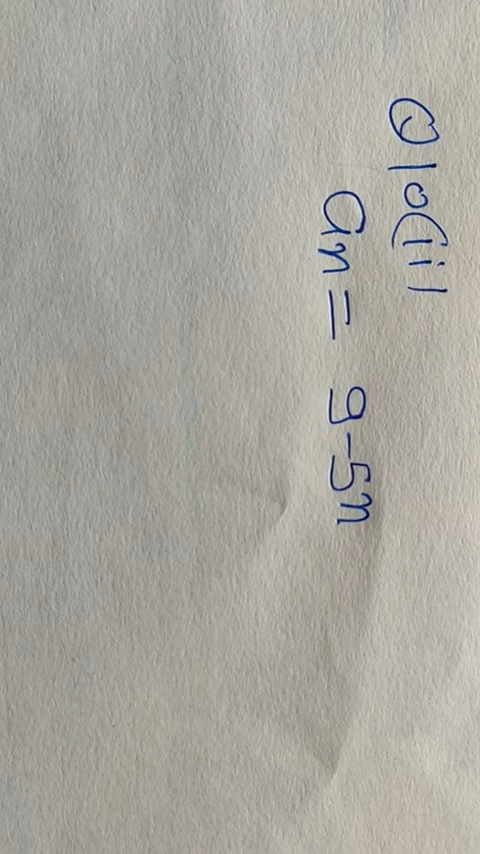 Q10(ii)
an = 9-5n